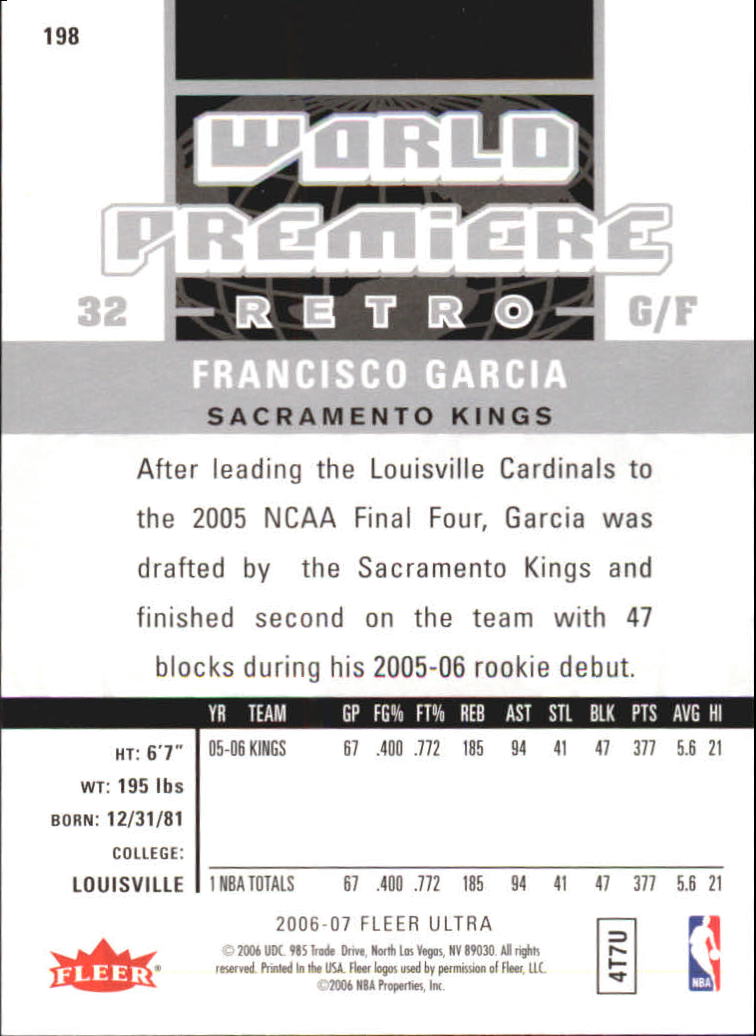 198
WORLD
PREMIERE
32 RETRO G/F
FRANCISCO GARCIA
SACRAMENTO KINGS
After leading the Louisville Cardinals to
the 2005 NCAA Final Four, Garcia was
drafted by the Sacramento Kings and
finished second on the team with 47
blocks during his 2005-06 rookie debut.
YR TEAM GP FG% FT% REB AST STL BLK PTS AVG HI
HT: 6'7"
05-06 KINGS 67 .400 .772 185 94 41 47 377 5.6 21
WT: 195 lbs
BORN: 12/31/81
COLLEGE:
LOUISVILLE
1 NBA TOTALS 67 .400 .772 185 94 41 47 377 5.6 21
2006-07 FLEER ULTRA
© 2006 UDC. 985 Trade Drive, North Las Vegas, NV 89030. All rights
reserved. Printed in the USA. Fleer logos used by permission of Fleer, LLC.
©2006 NBA Properties, Inc.
FLEER®
4T7U
NBA